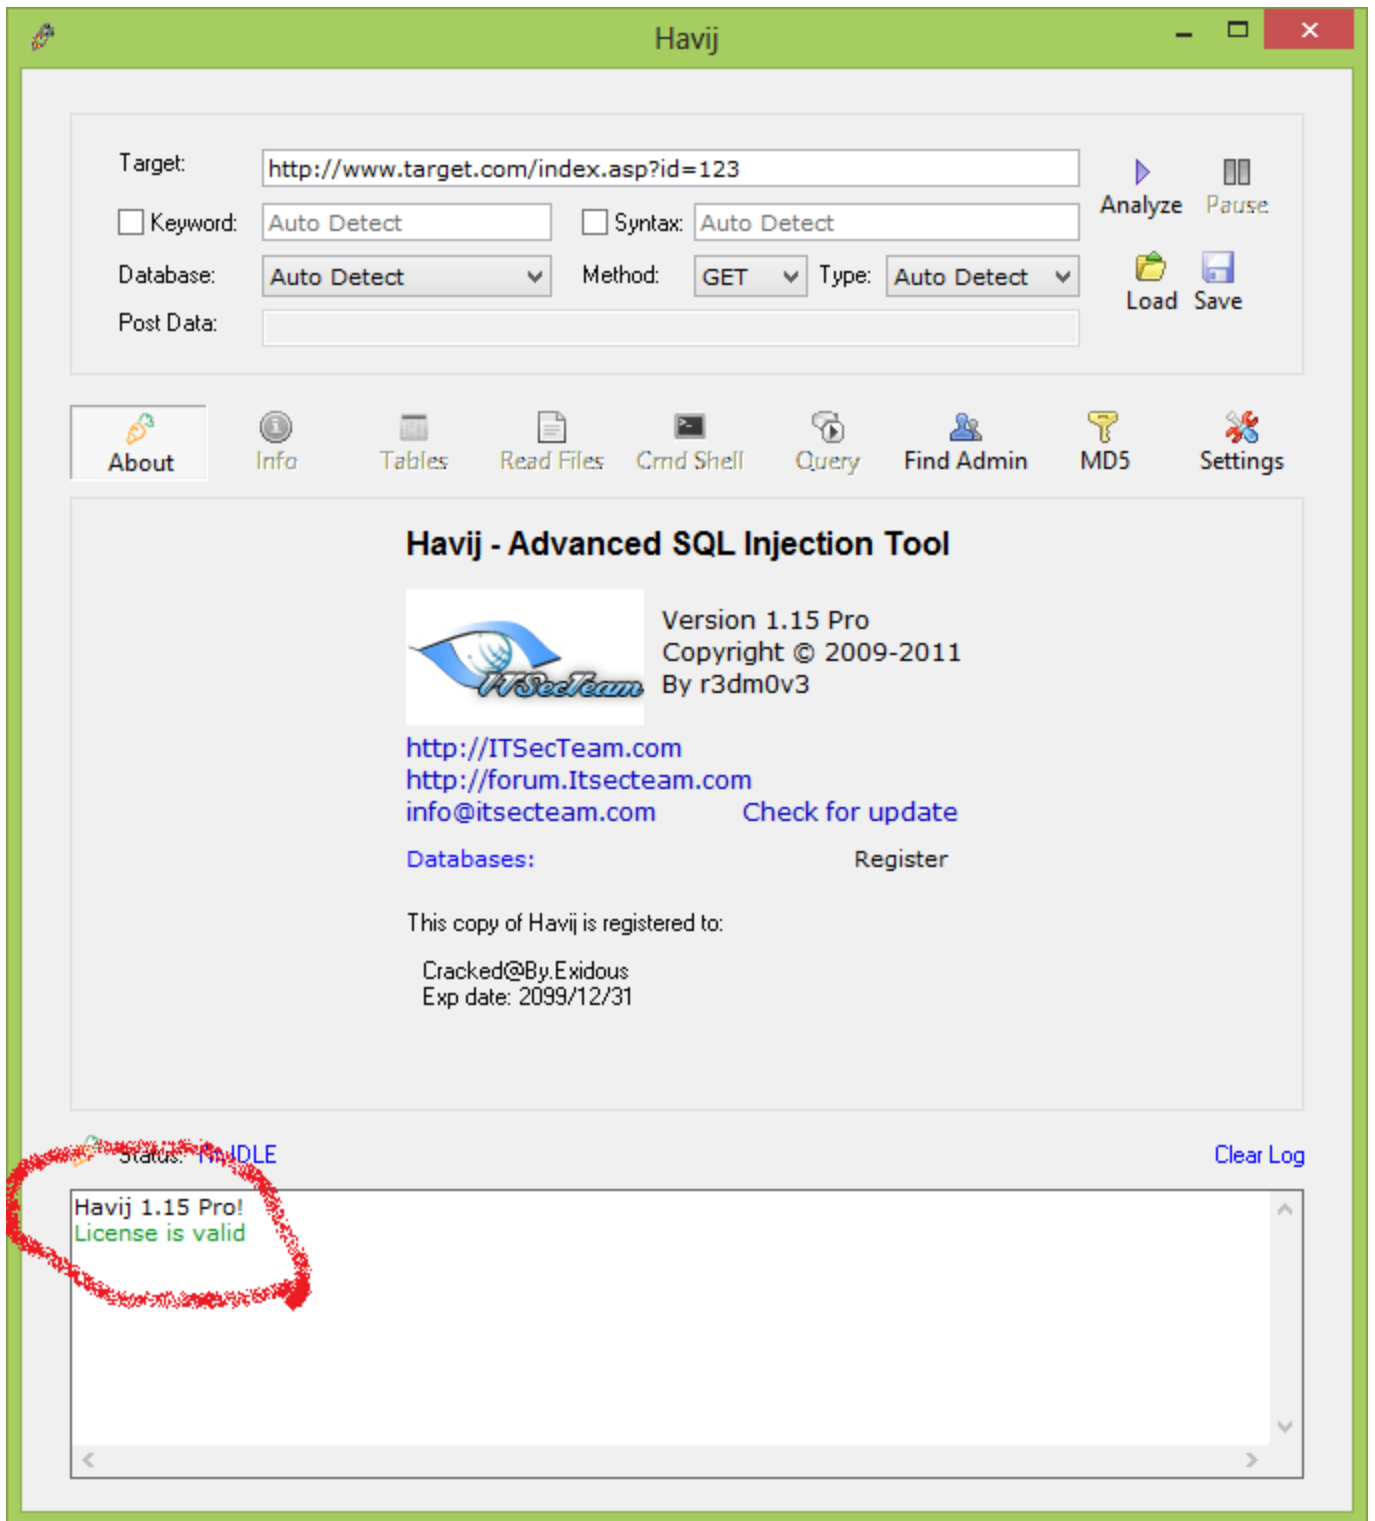 Havij
Target: http://www.target.com/index.asp?id=123
Analyze Pause
Keyword: Auto Detect Syntax: Auto Detect
Database: Auto Detect Method: GET Type: Auto Detect
Load Save
Post Data:
About Info Tables Read Files Cmd Shell Query Find Admin MD5 Settings
Havij - Advanced SQL Injection Tool
ITSecTeam
Version 1.15 Pro
Copyright © 2009-2011
By r3dm0v3
http://ITSecTeam.com
http://forum.Itsecteam.com
info@itsecteam.com Check for update
Databases: Register
This copy of Havij is registered to:
Cracked@By.Exidous
Exp date: 2099/12/31
Status: IDLE Clear Log
Havij 1.15 Pro!
License is valid